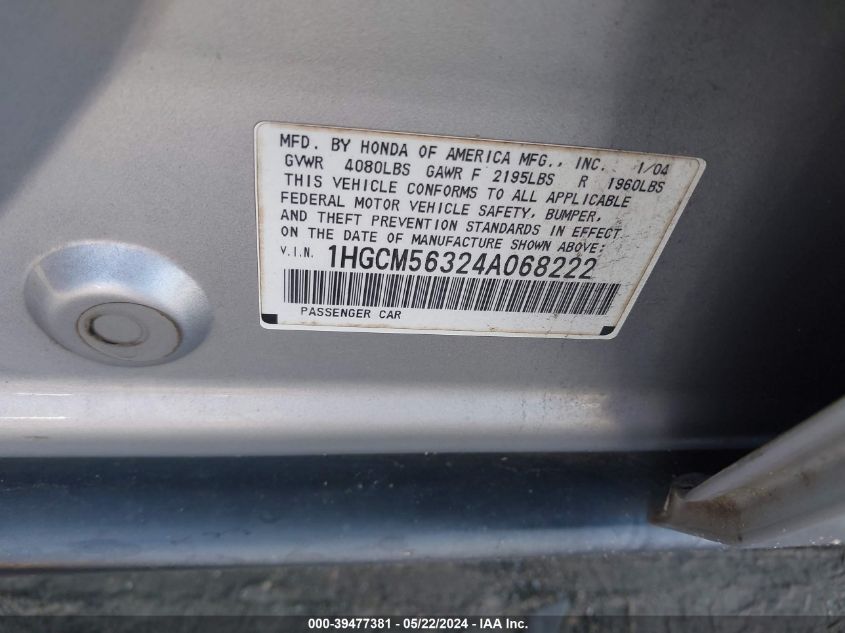 MFD. BY HONDA OF AMERICA MFG., INC. 1/04
GVWR 4080LBS GAWR F 2195LBS R 1960LBS
THIS VEHICLE CONFORMS TO ALL APPLICABLE
FEDERAL MOTOR VEHICLE SAFETY, BUMPER,
AND THEFT PREVENTION STANDARDS IN EFFECT
ON THE DATE OF MANUFACTURE SHOWN ABOVE:
V.I.N. 1HGCM56324A068222
PASSENGER CAR
000-39477381 - 05/22/2024 - IAAI.com